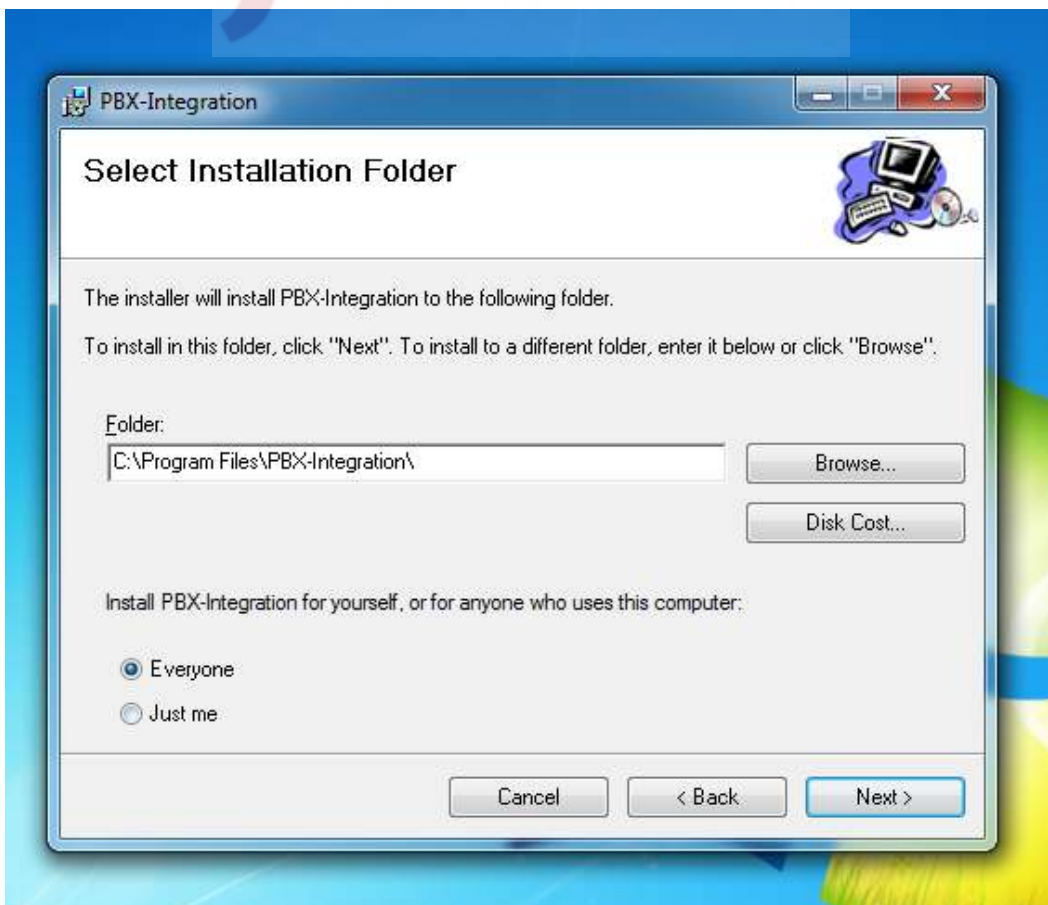 PBX-Integration
Select Installation Folder
The installer will install PBX-Integration to the following folder.
To install in this folder, click "Next". To install to a different folder, enter it below or click "Browse".
Folder:
C:\Program Files\PBX-Integration\
Browse...
Disk Cost...
Install PBX-Integration for yourself, or for anyone who uses this computer:
Everyone
Just me
Cancel
< Back
Next >